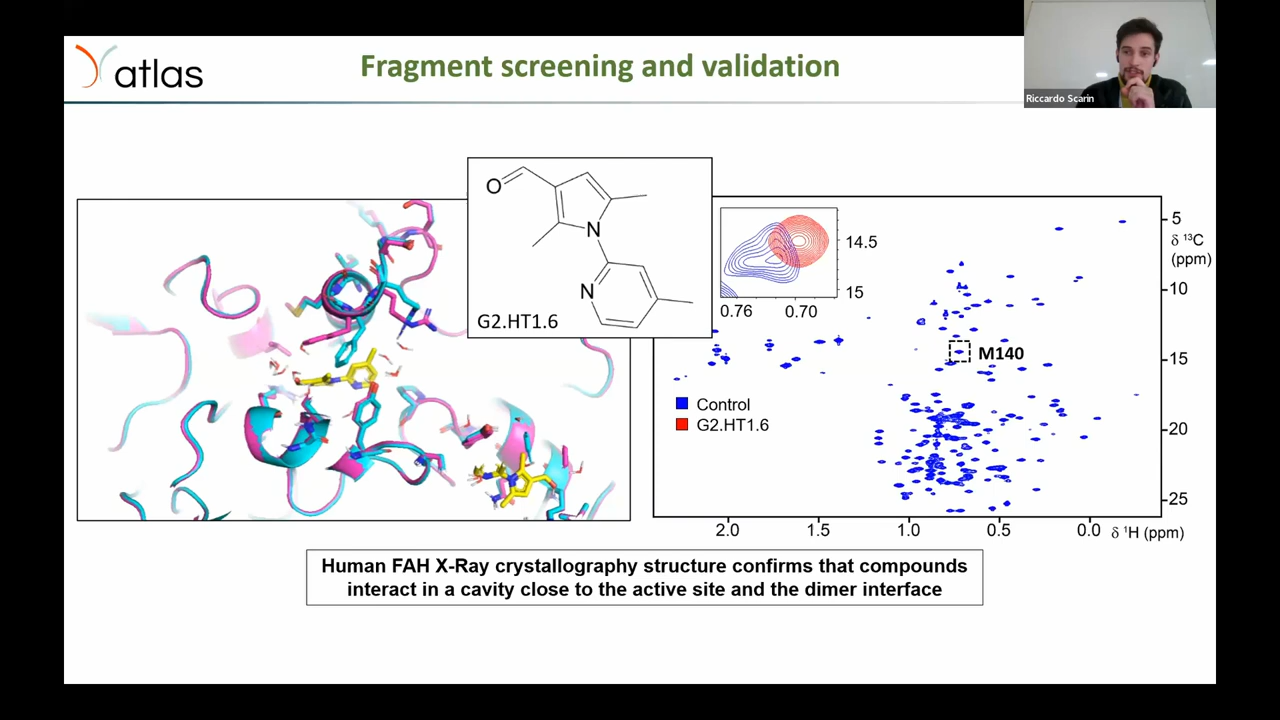 atlas
Fragment screening and validation
Riccardo Scarin
O
N
N
G2.HT1.6
14.5
15
0.76 0.70
5
δ ¹³C
(ppm)
10
15
20
25
M140
Control
G2.HT1.6
2.0 1.5 1.0 0.5 0.0 δ ¹H (ppm)
Human FAH X-Ray crystallography structure confirms that compounds
interact in a cavity close to the active site and the dimer interface